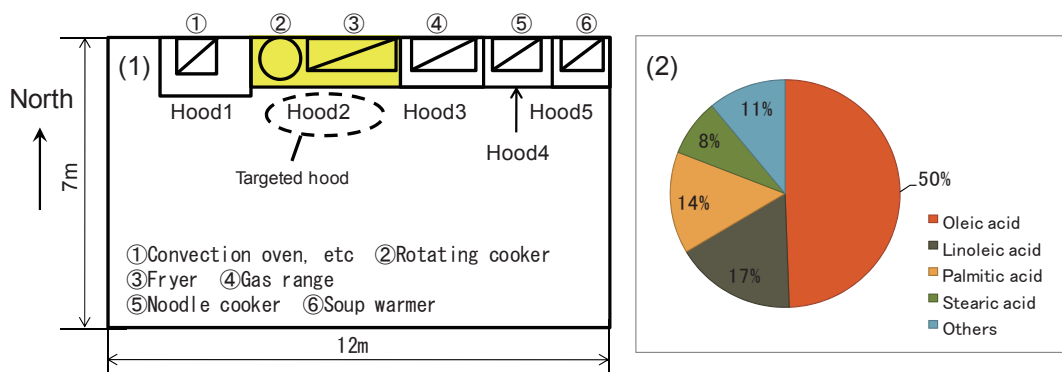 ① ② ③ ④ ⑤ ⑥
(1)
Hood1 Hood2 Hood3 Hood5
Hood4
North
7m
Targeted hood
①Convection oven, etc ②Rotating cooker
③Fryer ④Gas range
⑤Noodle cooker ⑥Soup warmer
12m
(2)
11%
8%
14%
17%
50%
Oleic acid
Linoleic acid
Palmitic acid
Stearic acid
Others